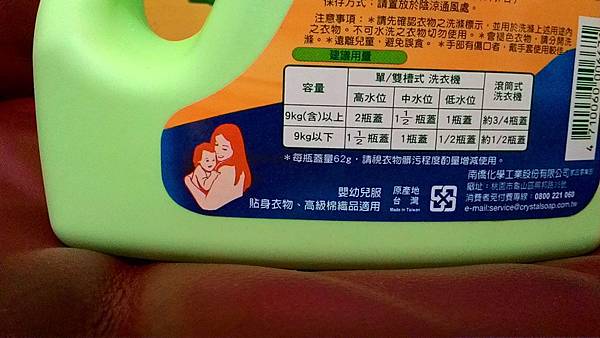 保存方式:請置放於陰涼通風處。
注意事項:＊請先確認衣物之洗滌標示,並用於洗滌上述用途內
之衣物。不可水洗之衣物切勿使用。＊會褪色衣物,請分開洗
滌。＊遠離兒童,避免誤食。＊手部有傷口者,戴手套使用較佳。
建議用量
容量 單/雙槽式 洗衣機 滾筒式洗衣機
高水位 中水位 低水位
9kg(含)以上 2瓶蓋 1 1/2 瓶蓋 1瓶蓋 約3/4瓶蓋
9kg以下 1 1/2 瓶蓋 1瓶蓋 1/2瓶蓋 約1/2瓶蓋
＊每瓶蓋量62g,請視衣物髒污程度酌量增減使用。
嬰幼兒服
貼身衣物、高級棉織品適用
原產地
台灣
Made in Taiwan
南僑化學工業股份有限公司
廠址:桃園市龜山區
消費者免付費專線:0800 221 060
e-mail:service@crystalsoap.com.tw